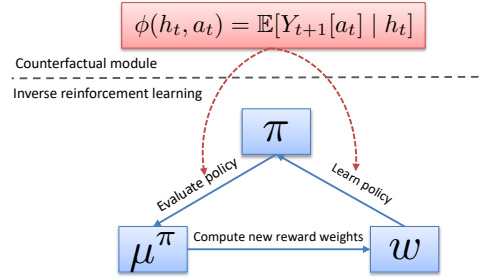 ϕ(h_t, a_t) = 𝔼[Y_{t+1}[a_t] | h_t]
Counterfactual module
Inverse reinforcement learning
π
Evaluate policy
Learn policy
μ^π
Compute new reward weights
w